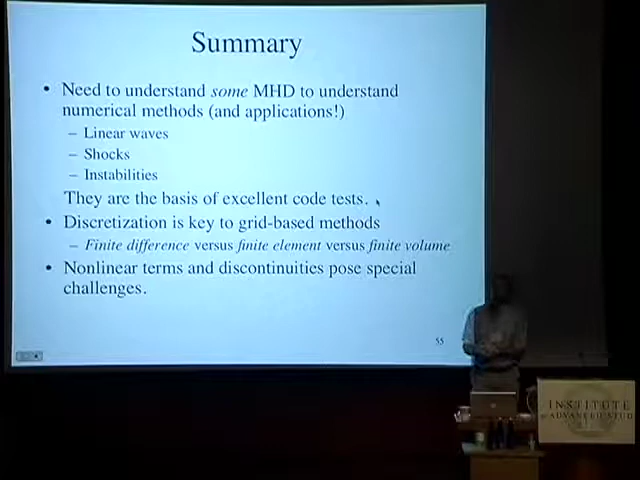 Summary
• Need to understand some MHD to understand
numerical methods (and applications!)
– Linear waves
– Shocks
– Instabilities
They are the basis of excellent code tests.
• Discretization is key to grid-based methods
– Finite difference versus finite element versus finite volume
• Nonlinear terms and discontinuities pose special
challenges.
55
INSTITUTE
ADVANCED STUD